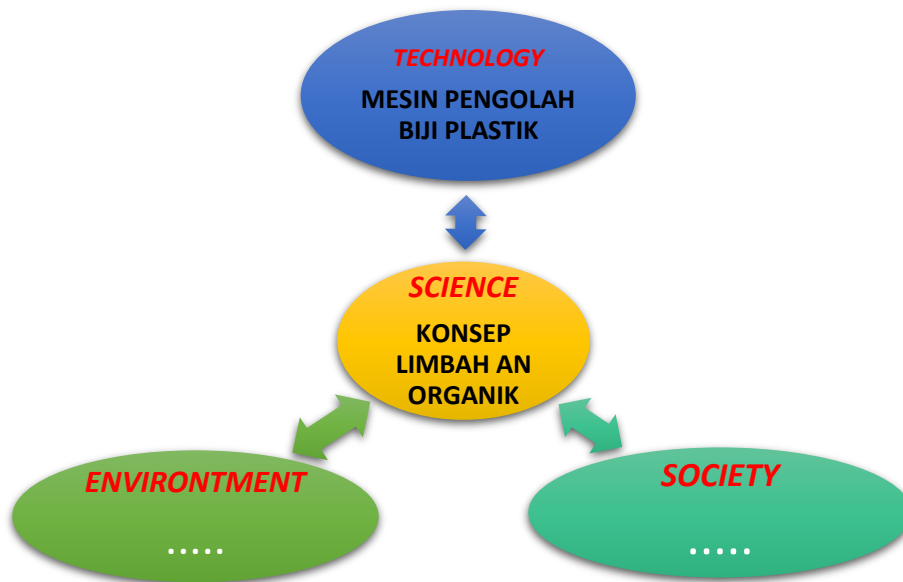 TECHNOLOGY
MESIN PENGOLAH
BIJI PLASTIK
SCIENCE
KONSEP
LIMBAH AN
ORGANIK
ENVIRONTMENT
.....
SOCIETY
.....